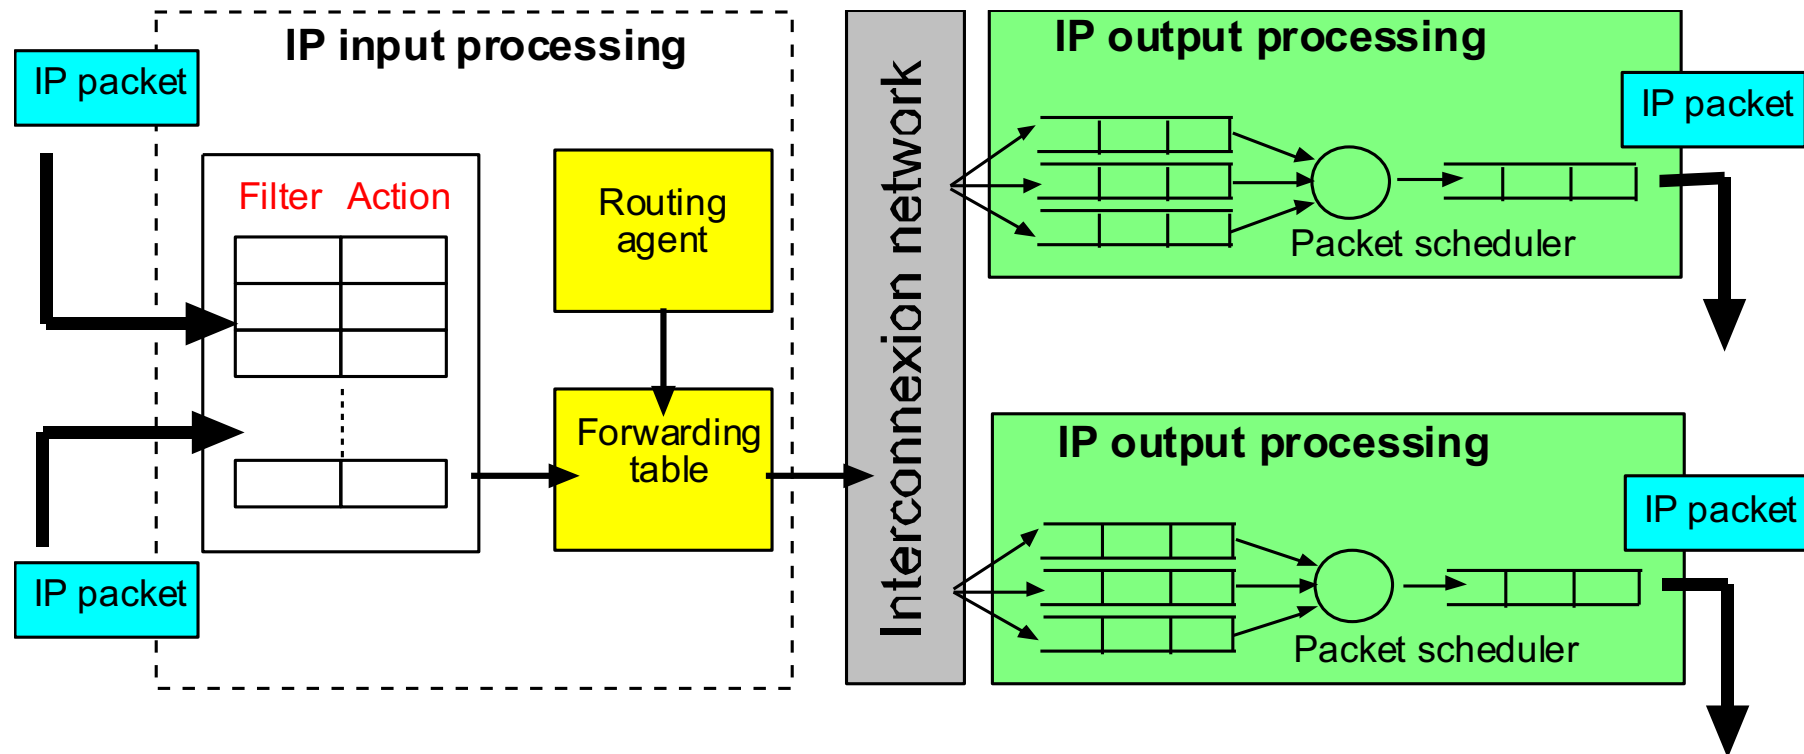 IP input processing
IP packet
Filter Action
Routing
agent
Forwarding
table
IP packet
Interconnexion network
IP output processing
IP packet
Packet scheduler
IP output processing
IP packet
Packet scheduler